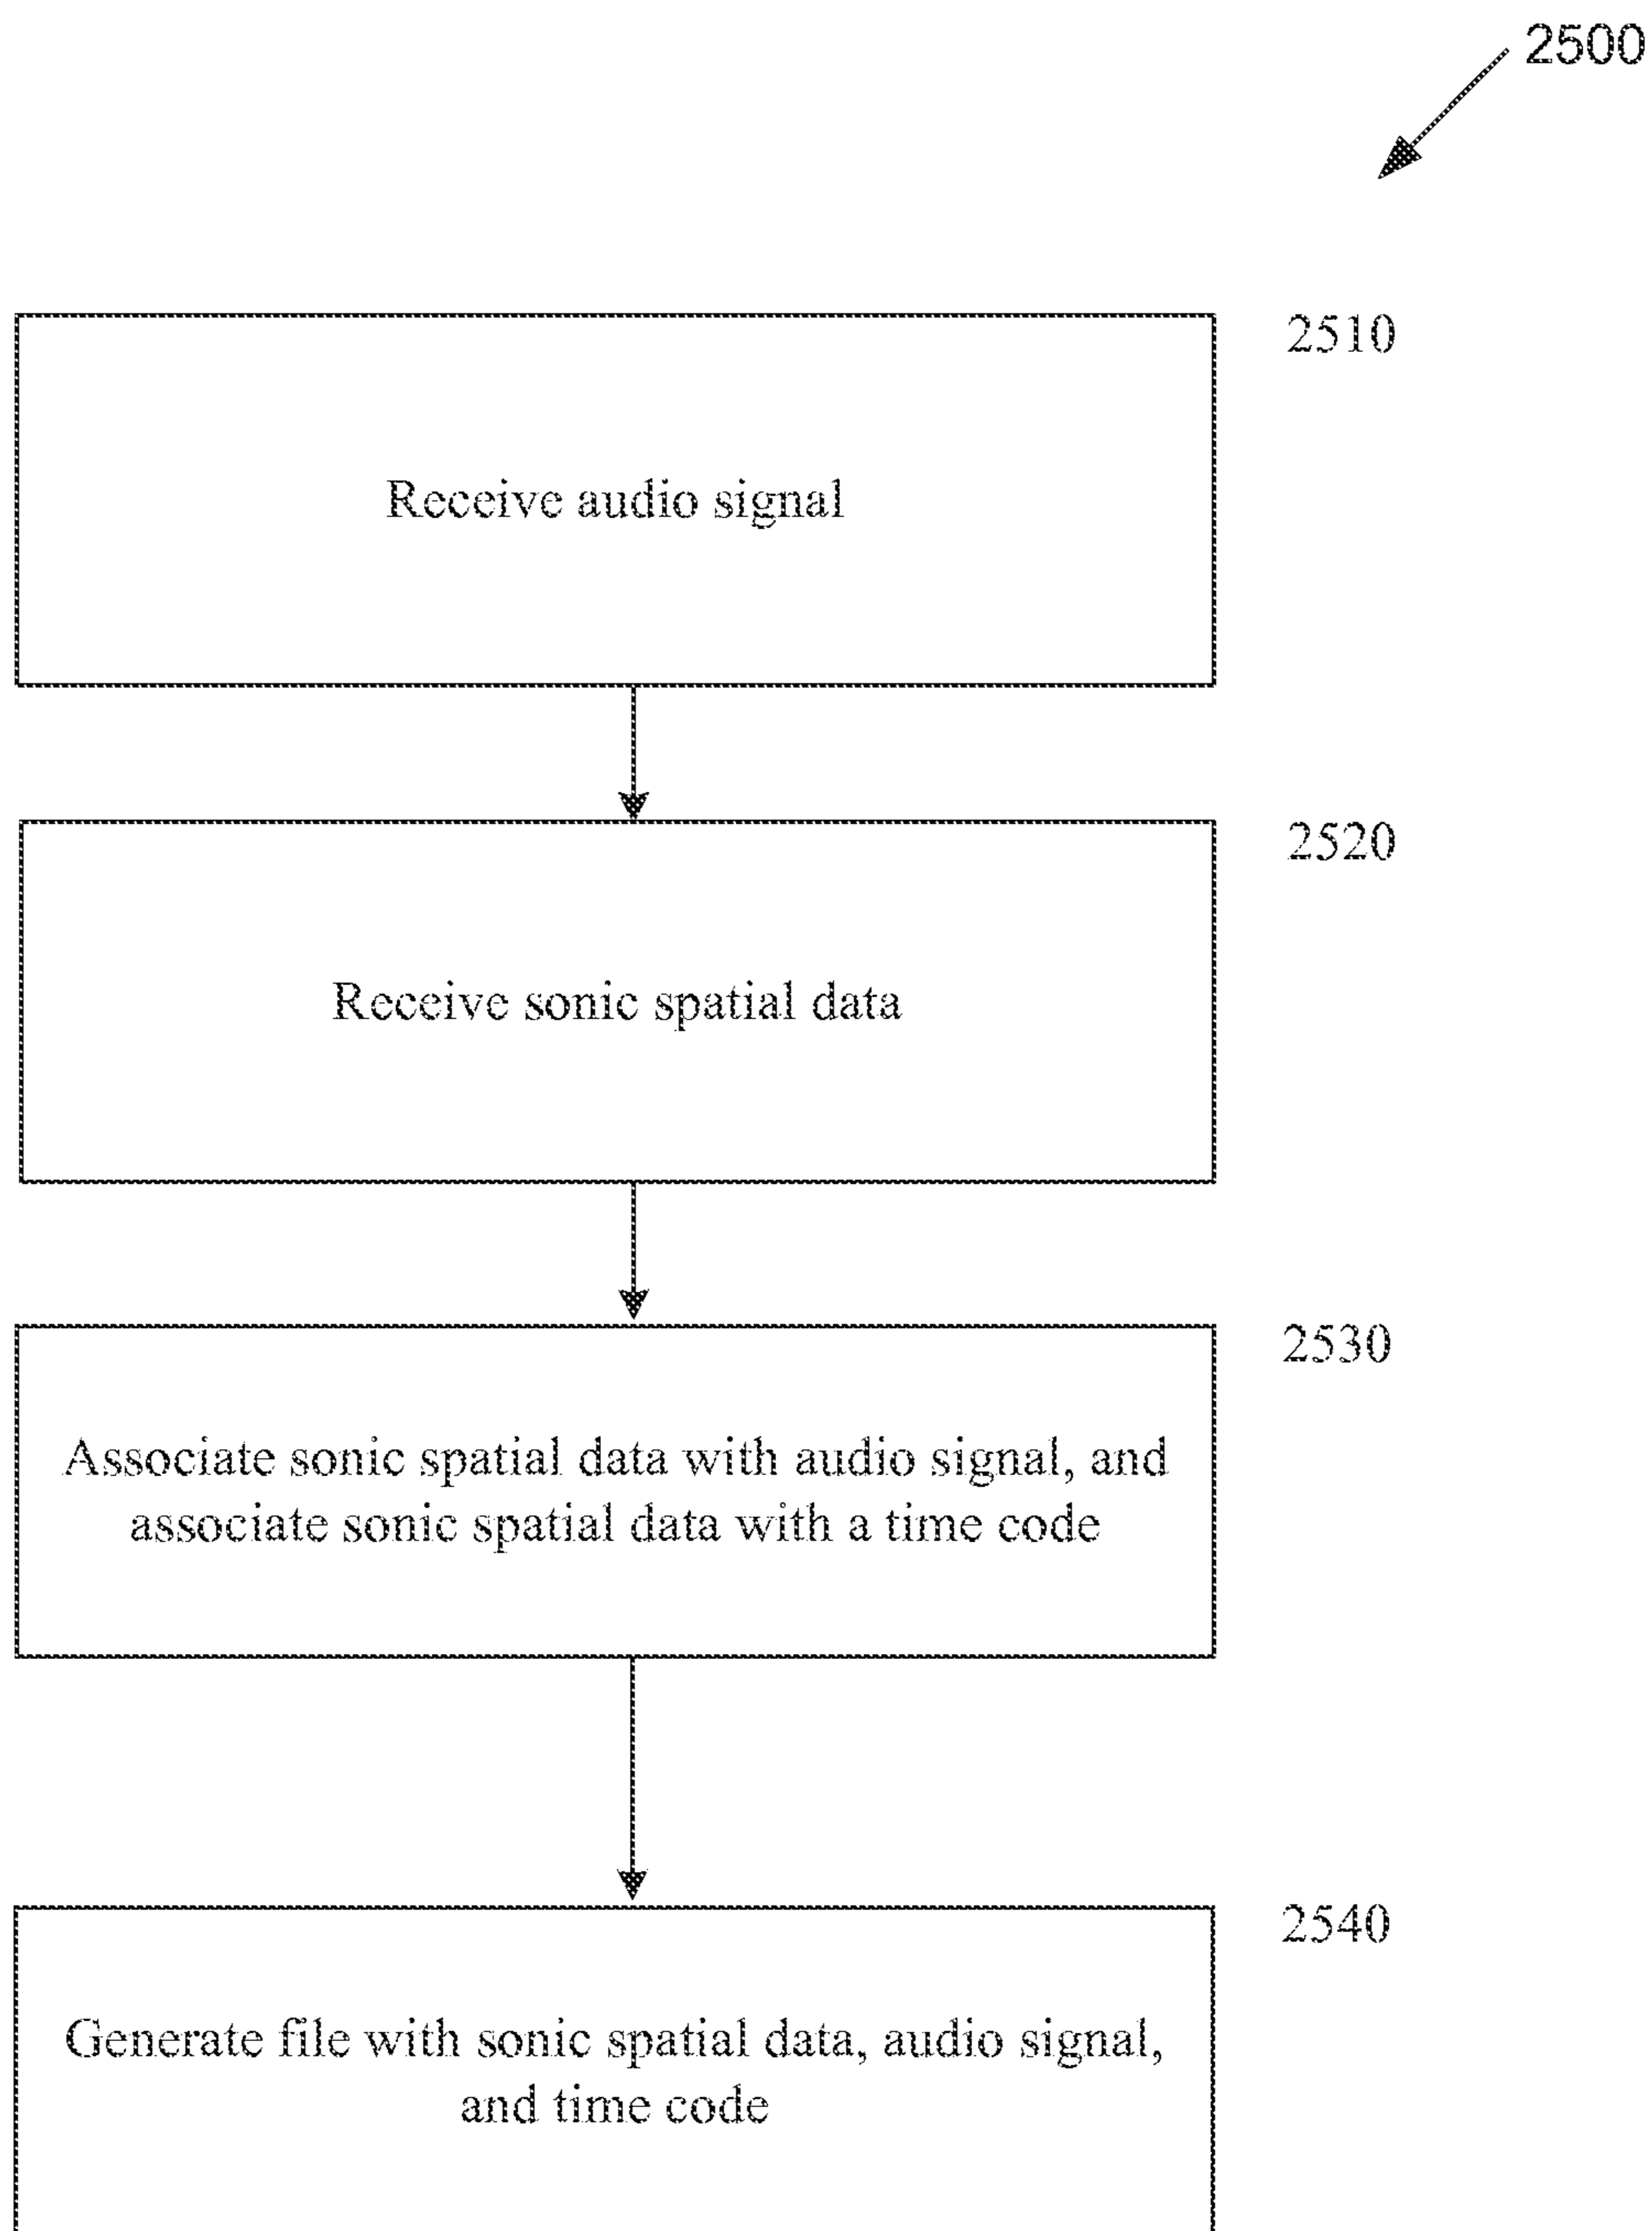 2500
2510
Receive audio signal
2520
Receive sonic spatial data
2530
Associate sonic spatial data with audio signal, and
associate sonic spatial data with a time code
2540
Generate file with sonic spatial data, audio signal,
and time code